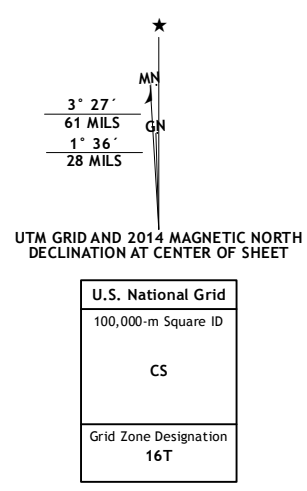 ★
MN
3° 27´
61 MILS
GN
1° 36´
28 MILS
UTM GRID AND 2014 MAGNETIC NORTH
DECLINATION AT CENTER OF SHEET
U.S. National Grid
100,000-m Square ID
CS
Grid Zone Designation
16T